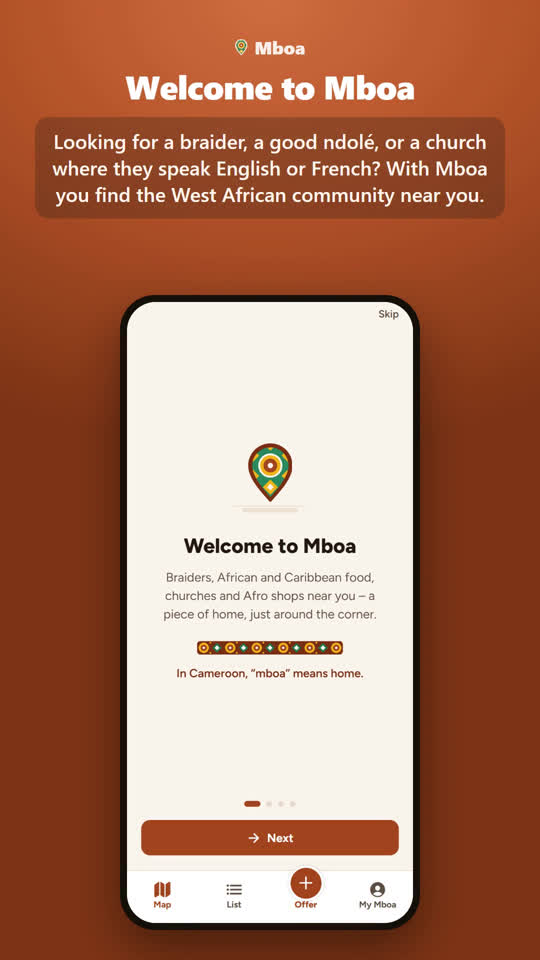 Mboa
Welcome to Mboa
Looking for a braider, a good ndolé, or a church
where they speak English or French? With Mboa
you find the West African community near you.
Skip
Welcome to Mboa
Braiders, African and Caribbean food,
churches and Afro shops near you – a
piece of home, just around the corner.
In Cameroon, “mboa” means home.
Next
Map
List
Offer
My Mboa